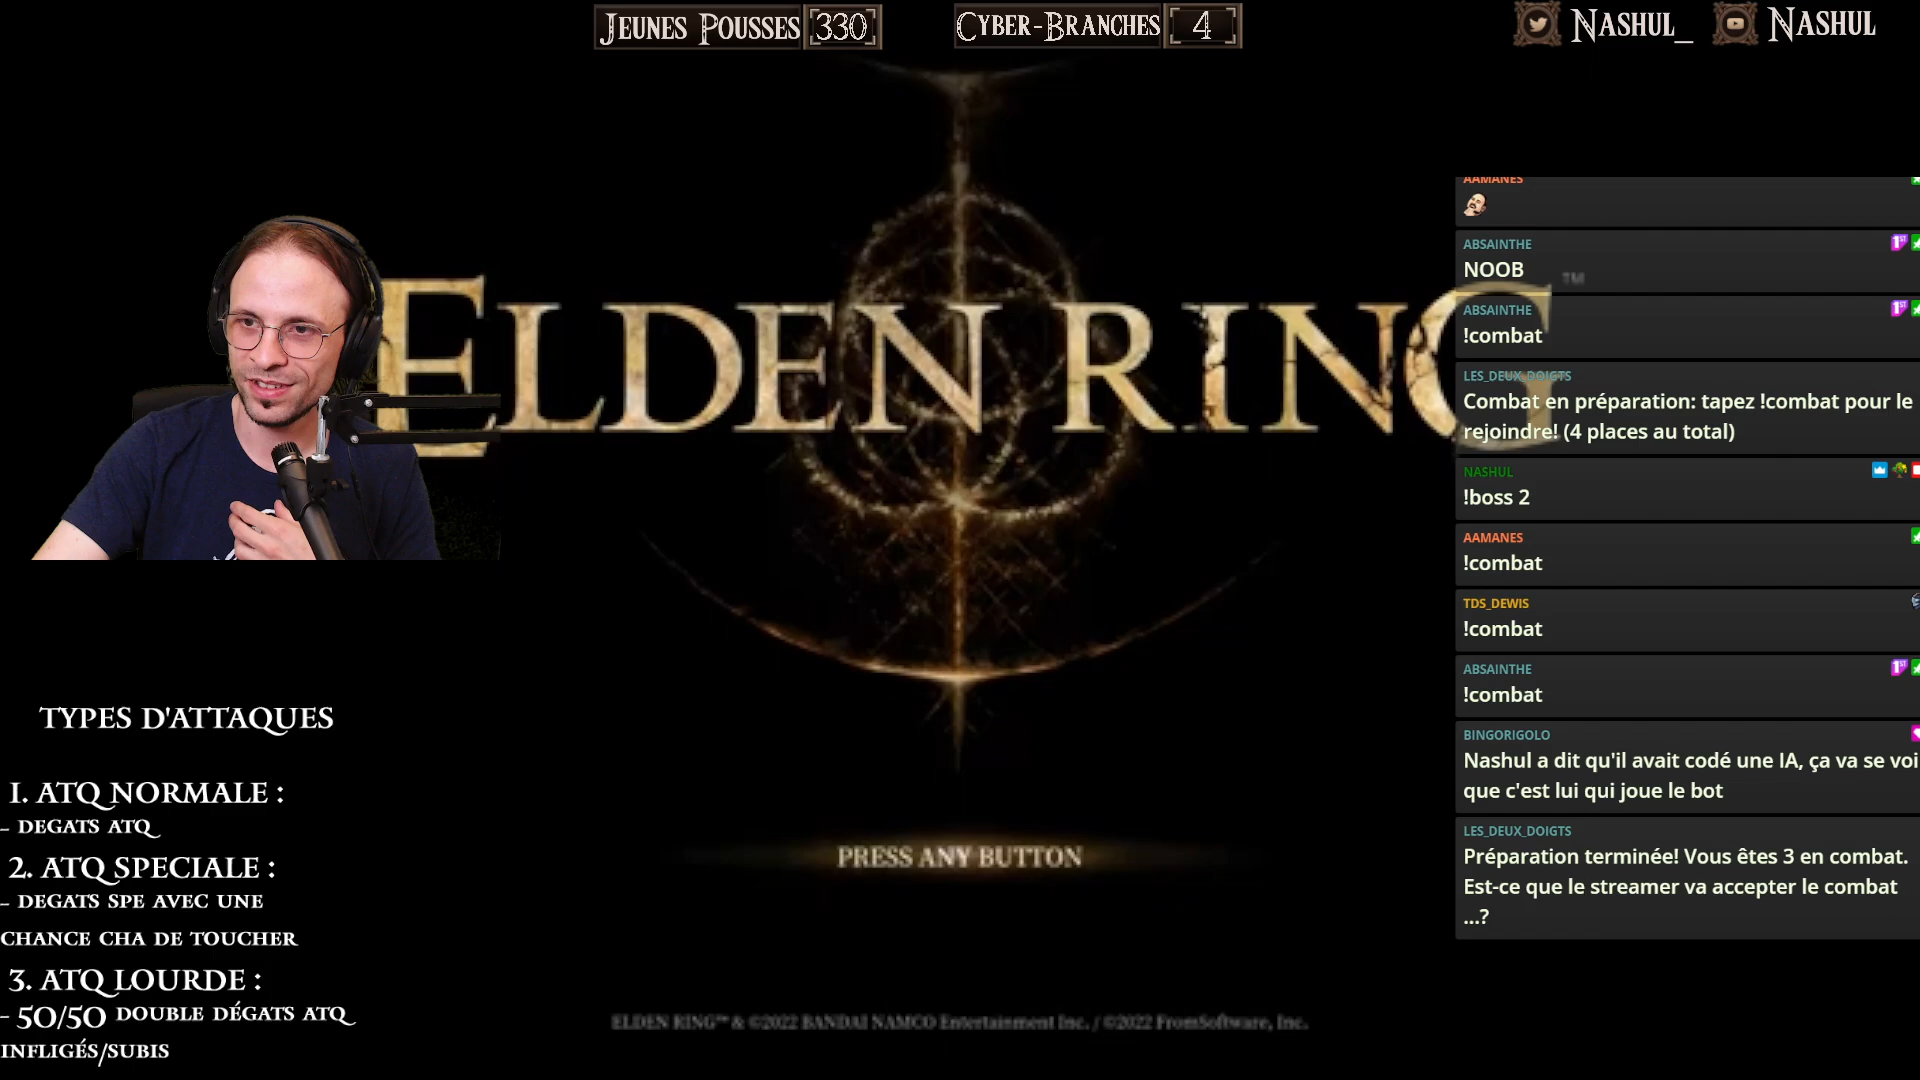 JEUNES POUSSES 330
CYBER-BRANCHES 4
NASHUL_
NASHUL
ELDEN RING
TM
PRESS ANY BUTTON
ELDEN RING™ & ©2022 BANDAI NAMCO Entertainment Inc. / ©2022 FromSoftware, Inc.
TYPES D'ATTAQUES
1. ATQ NORMALE :
- DEGATS ATQ
2. ATQ SPECIALE :
- DEGATS SPE AVEC UNE
CHANCE CHA DE TOUCHER
3. ATQ LOURDE :
- 50/50 DOUBLE DÉGATS ATQ
INFLIGÉS/SUBIS
AAMANES
ABSAINTHE
NOOB
ABSAINTHE
!combat
LES_DEUX_DOIGTS
Combat en préparation: tapez !combat pour le
rejoindre! (4 places au total)
NASHUL
!boss 2
AAMANES
!combat
TDS_DEWIS
!combat
ABSAINTHE
!combat
BINGORIGOLO
Nashul a dit qu'il avait codé une IA, ça va se voi
que c'est lui qui joue le bot
LES_DEUX_DOIGTS
Préparation terminée! Vous êtes 3 en combat.
Est-ce que le streamer va accepter le combat
...?